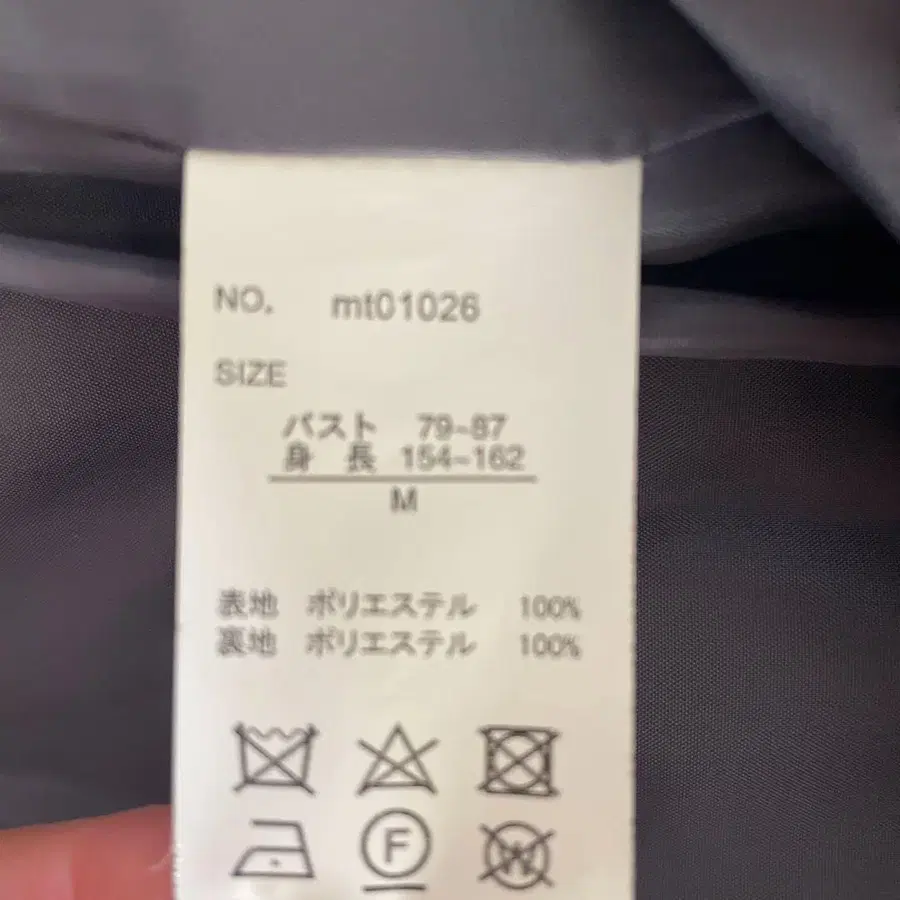 NO. mt01026
SIZE
バスト 79-87
身 長 154-162
M
表地 ポリエステル 100%
裏地 ポリエステル 100%
F
W